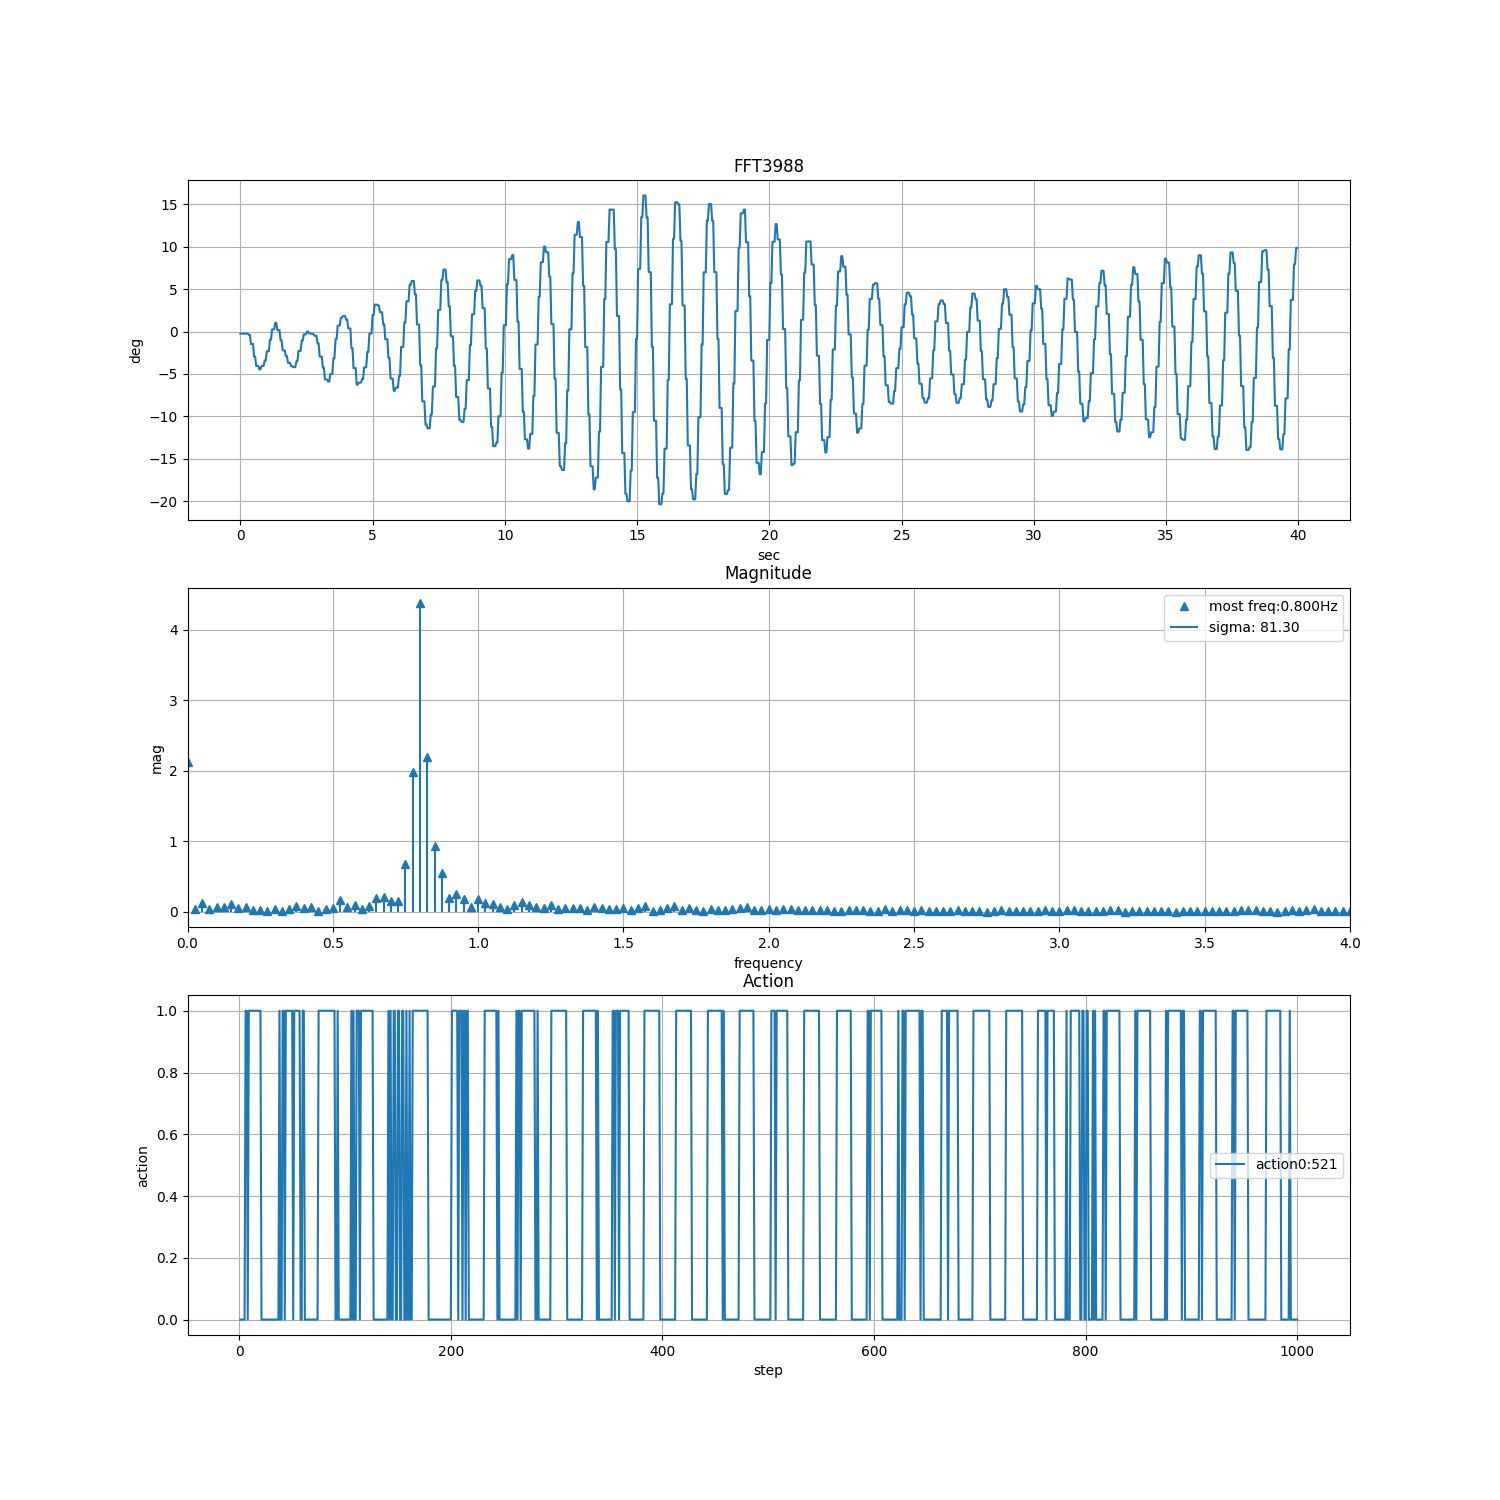 FFT3988
15
10
5
0
−5
−10
−15
−20
deg
0 5 10 15 20 25 30 35 40
sec
Magnitude
most freq:0.800Hz
sigma: 81.30
4
3
2
1
0
mag
0.0 0.5 1.0 1.5 2.0 2.5 3.0 3.5 4.0
frequency
Action
1.0
0.8
0.6
0.4
0.2
0.0
action
action0:521
0 200 400 600 800 1000
step